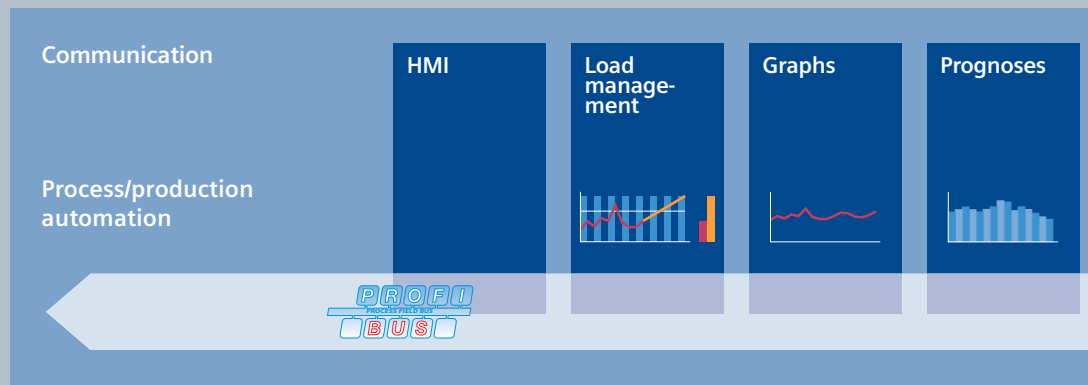 Communication
HMI
Load
manage-
ment
Graphs
Prognoses
Process/production
automation
PROFI
PROCESS FIELD BUS
BUS